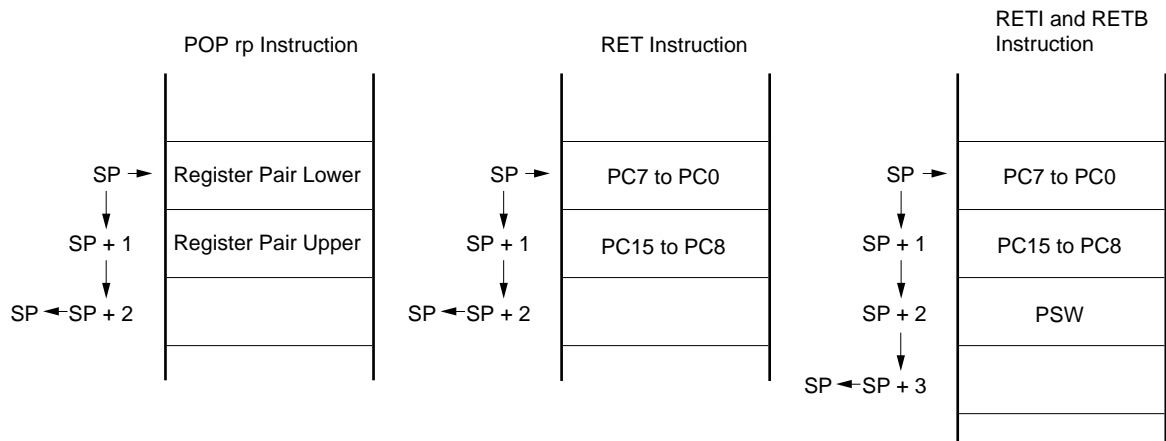 POP rp Instruction
SP
Register Pair Lower
SP + 1
Register Pair Upper
SP
SP + 2
RET Instruction
SP
PC7 to PC0
SP + 1
PC15 to PC8
SP
SP + 2
RETI and RETB
Instruction
SP
PC7 to PC0
SP + 1
PC15 to PC8
SP + 2
PSW
SP
SP + 3